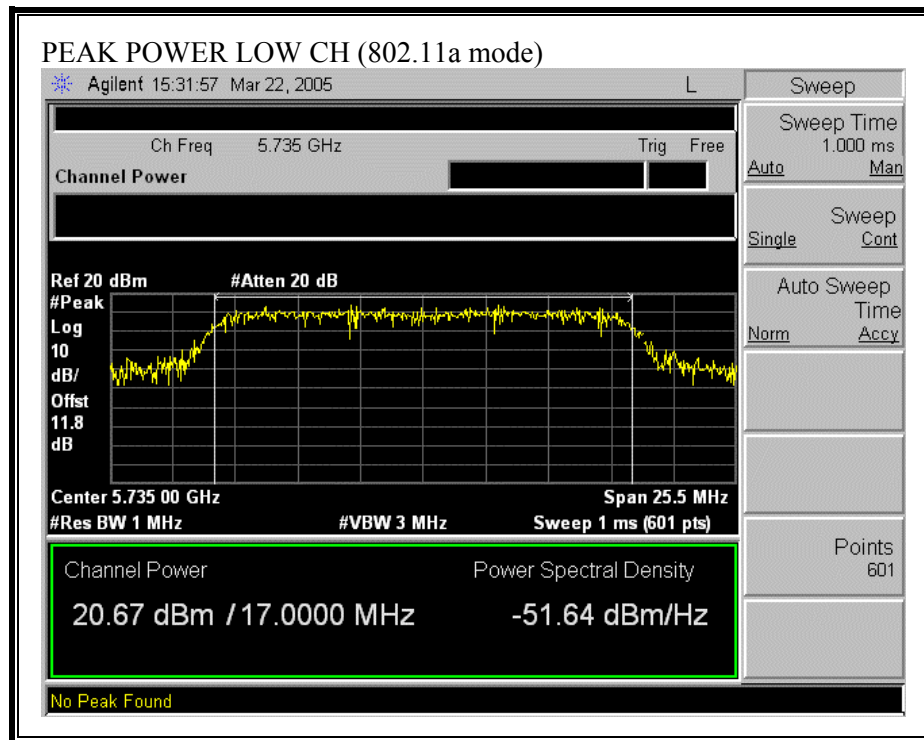 PEAK POWER LOW CH (802.11a mode)
Agilent 15:31:57 Mar 22, 2005 L
Sweep
Ch Freq 5.735 GHz Trig Free
Channel Power
Sweep Time
1.000 ms
Auto Man
Sweep
Single Cont
Auto Sweep
Time
Norm Accy
Ref 20 dBm #Atten 20 dB
#Peak
Log
10
dB/
Offst
11.8
dB
Center 5.735 00 GHz Span 25.5 MHz
#Res BW 1 MHz #VBW 3 MHz Sweep 1 ms (601 pts)
Points
601
Channel Power Power Spectral Density
20.67 dBm / 17.0000 MHz -51.64 dBm/Hz
No Peak Found